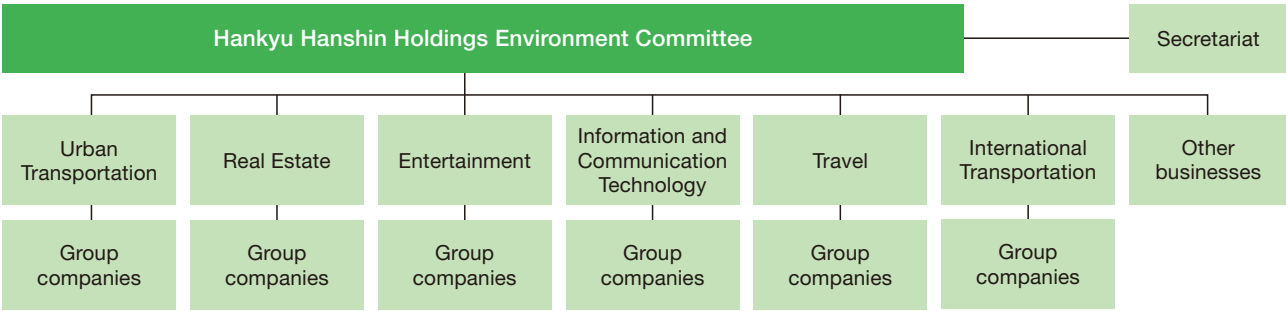 Hankyu Hanshin Holdings Environment Committee
Secretariat
Urban
Transportation
Real Estate
Entertainment
Information and
Communication
Technology
Travel
International
Transportation
Other
businesses
Group
companies
Group
companies
Group
companies
Group
companies
Group
companies
Group
companies